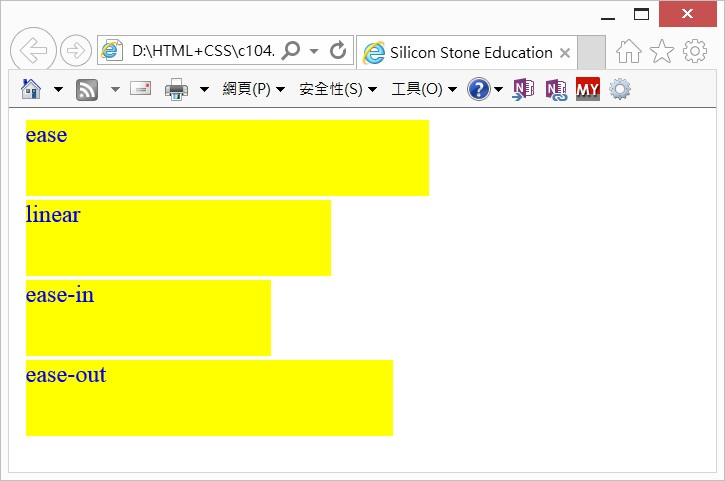 D:\HTML+CSS\c104.
Silicon Stone Education
網頁(P) 安全性(S) 工具(O) ? N N MY
ease
linear
ease-in
ease-out